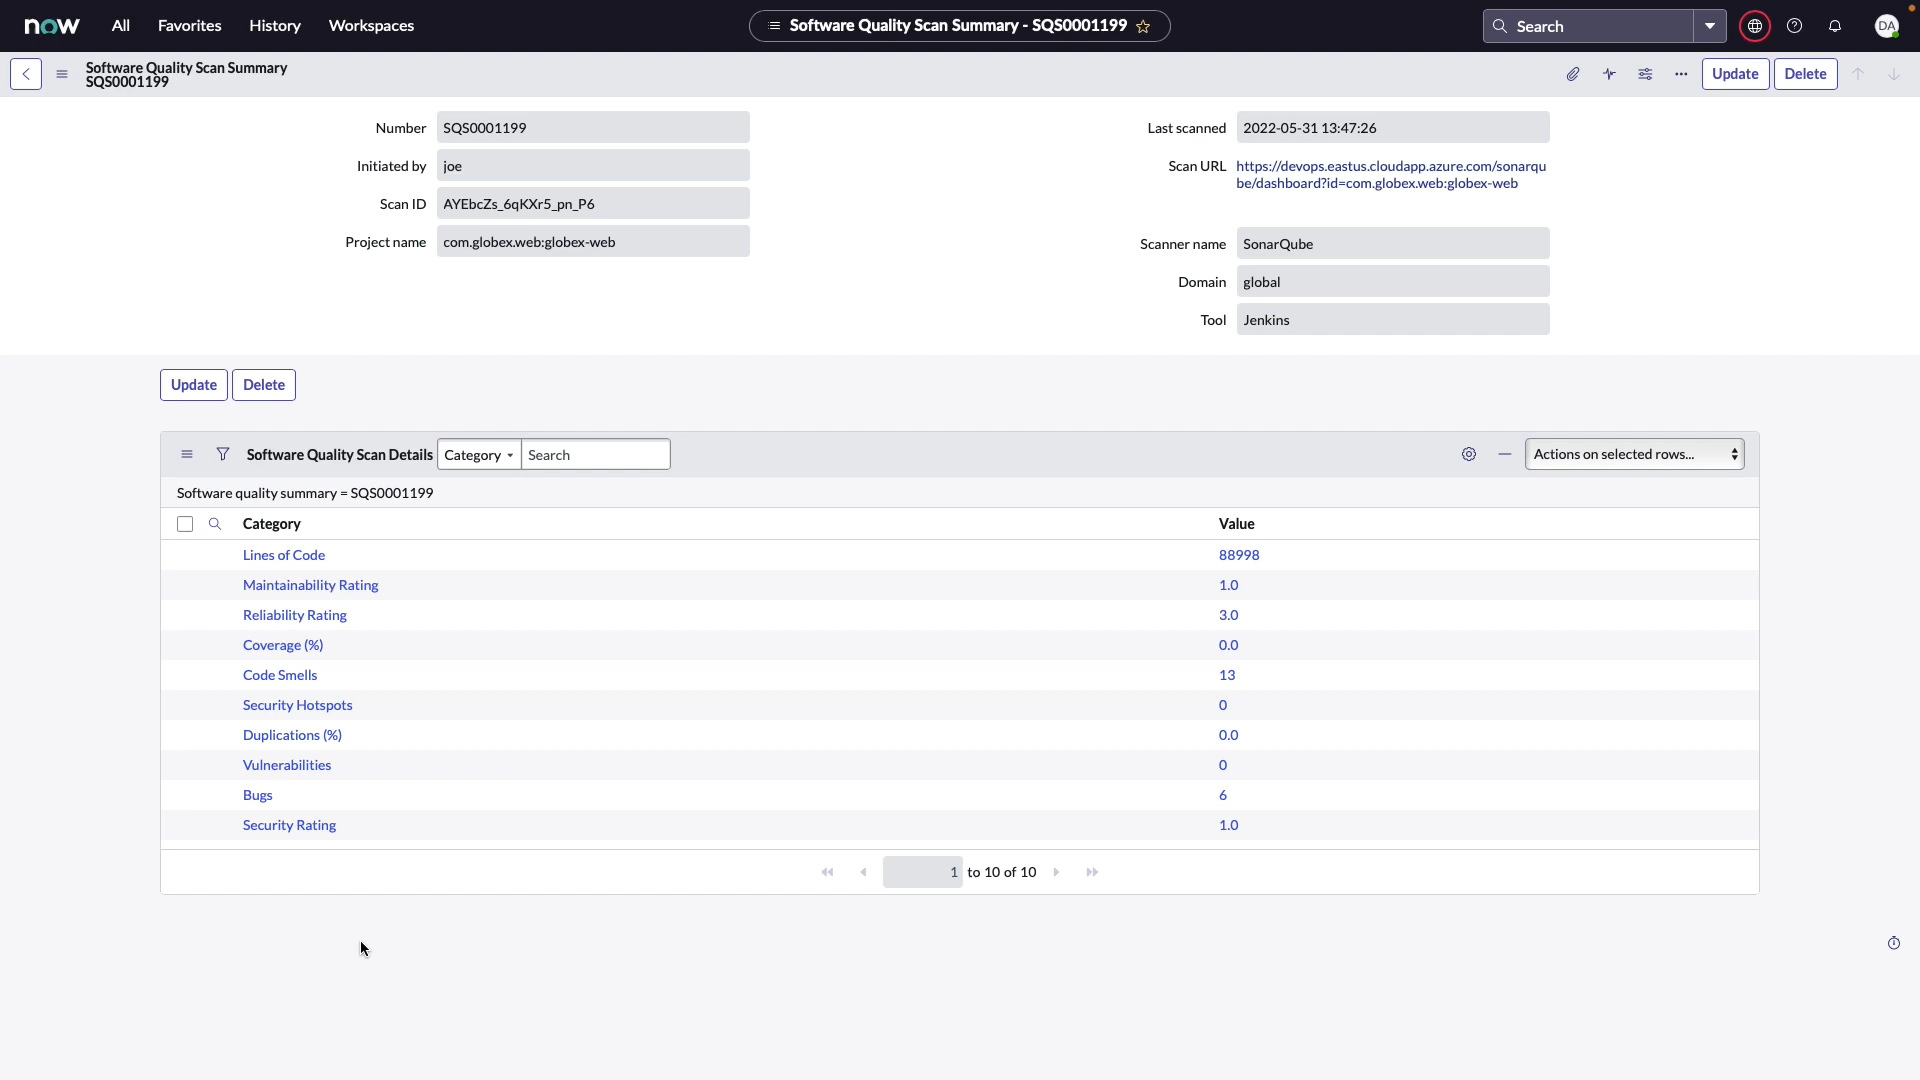 now All Favorites History Workspaces Software Quality Scan Summary - SQS0001199 Search DA
Software Quality Scan Summary
SQS0001199
Update Delete
Number SQS0001199
Last scanned 2022-05-31 13:47:26
Initiated by joe
Scan URL https://devops.eastus.cloudapp.azure.com/sonarqu
be/dashboard?id=com.globex.web:globex-web
Scan ID AYEbcZs_6qKXr5_pn_P6
Project name com.globex.web:globex-web
Scanner name SonarQube
Domain global
Tool Jenkins
Update Delete
Software Quality Scan Details Category Search Actions on selected rows...
Software quality summary = SQS0001199
Category Value
Lines of Code 88998
Maintainability Rating 1.0
Reliability Rating 3.0
Coverage (%) 0.0
Code Smells 13
Security Hotspots 0
Duplications (%) 0.0
Vulnerabilities 0
Bugs 6
Security Rating 1.0
1 to 10 of 10